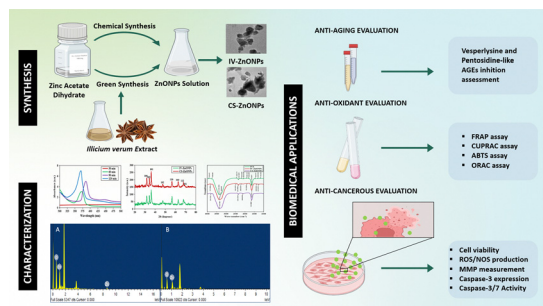 SYNTHESIS
Chemical Synthesis
Green Synthesis
Zinc Acetate
Dihydrate
ZnONPs Solution
IV-ZnONPs
CS-ZnONPs
Illicium verum Extract
CHARACTERIZATION
A
B
BIOMEDICAL APPLICATIONS
ANTI-AGING EVALUATION
Vesperlysine and
Pentosidine-like
AGEs inhition
assessment
ANTI-OXIDANT EVALUATION
▪ FRAP assay
▪ CUPRAC assay
▪ ABTS assay
▪ ORAC assay
ANTI-CANCEROUS EVALUATION
▪ Cell viability
▪ ROS/NOS production
▪ MMP measurement
▪ Caspase-3 expression
▪ Caspase-3/7 Activity